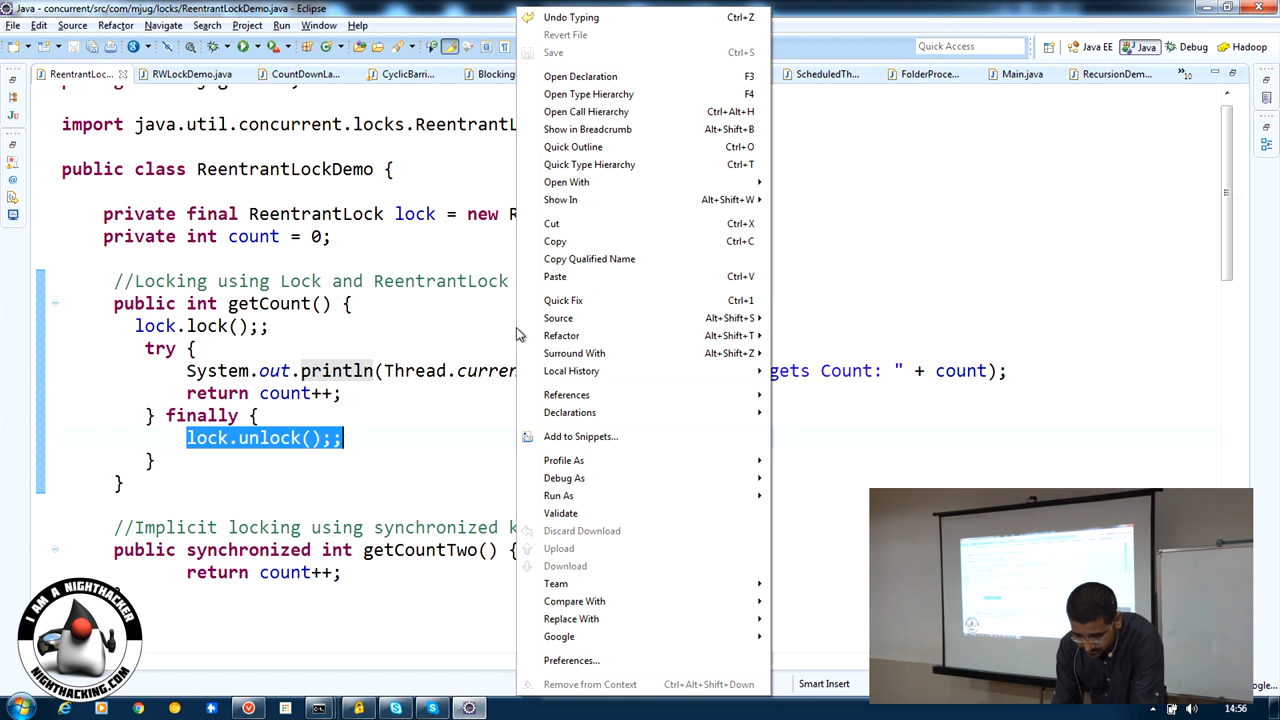 Java - concurrent/src/com/mjug/locks/ReentrantLockDemo.java - Eclipse
File Edit Source Refactor Navigate Search Project Run Window Help
Quick Access
Java EE
Java
Debug
Hadoop
ReentrantLoc...
RWLockDemo.java
CountDownLa...
CyclicBarri...
Blocking
ScheduledTh...
FolderProce...
Main.java
RecursionDem...
10
import java.util.concurrent.locks.ReentrantL
public class ReentrantLockDemo {
private final ReentrantLock lock = new R
private int count = 0;
//Locking using Lock and ReentrantLock
public int getCount() {
lock.lock();;
try {
System.out.println(Thread.curren gets Count: " + count);
return count++;
} finally {
lock.unlock();;
}
}
//Implicit locking using synchronized k
public synchronized int getCountTwo() {
return count++;
Undo Typing Ctrl+Z
Revert File
Save Ctrl+S
Open Declaration F3
Open Type Hierarchy F4
Open Call Hierarchy Ctrl+Alt+H
Show in Breadcrumb Alt+Shift+B
Quick Outline Ctrl+O
Quick Type Hierarchy Ctrl+T
Open With
Show In Alt+Shift+W
Cut Ctrl+X
Copy Ctrl+C
Copy Qualified Name
Paste Ctrl+V
Quick Fix Ctrl+1
Source Alt+Shift+S
Refactor Alt+Shift+T
Surround With Alt+Shift+Z
Local History
References
Declarations
Add to Snippets...
Profile As
Debug As
Run As
Validate
Discard Download
Upload
Download
Team
Compare With
Replace With
Google
Preferences...
Remove from Context Ctrl+Alt+Shift+Down
Smart Insert
ogle...
I AM A NIGHTHACKER
NIGHTHACKING.COM
14:56